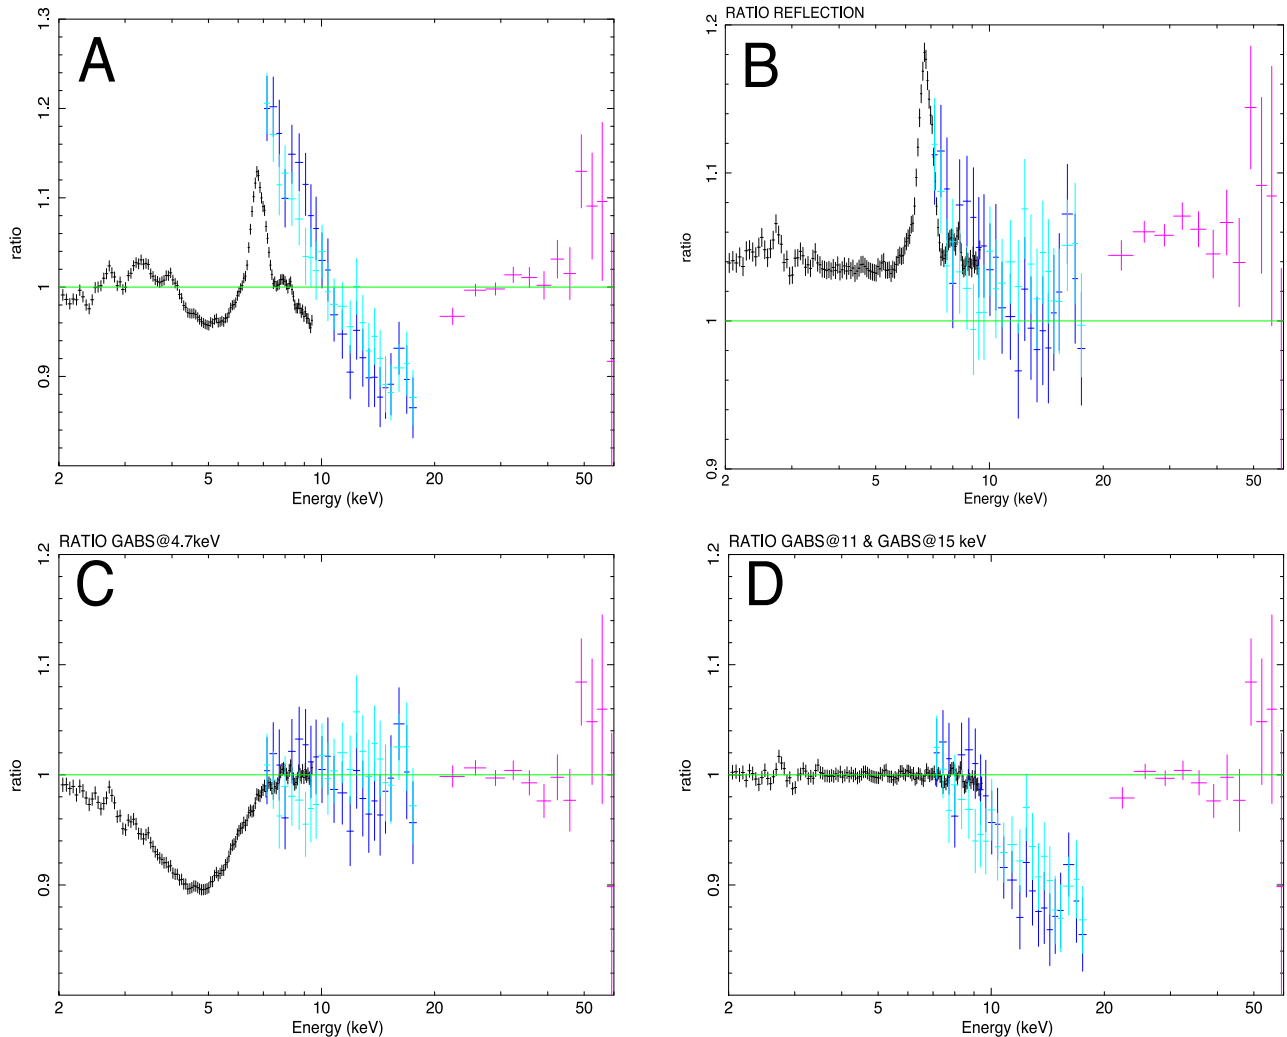 A
1.3
1.2
1.1
1
0.9
ratio
2
5
10
20
50
Energy (keV)
RATIO REFLECTION
B
1.2
1.1
1
0.9
ratio
2
5
10
20
50
Energy (keV)
RATIO GABS@4.7keV
C
1.2
1.1
1
0.9
ratio
2
5
10
20
50
Energy (keV)
RATIO GABS@11 & GABS@15 keV
D
1.2
1.1
1
0.9
ratio
2
5
10
20
50
Energy (keV)